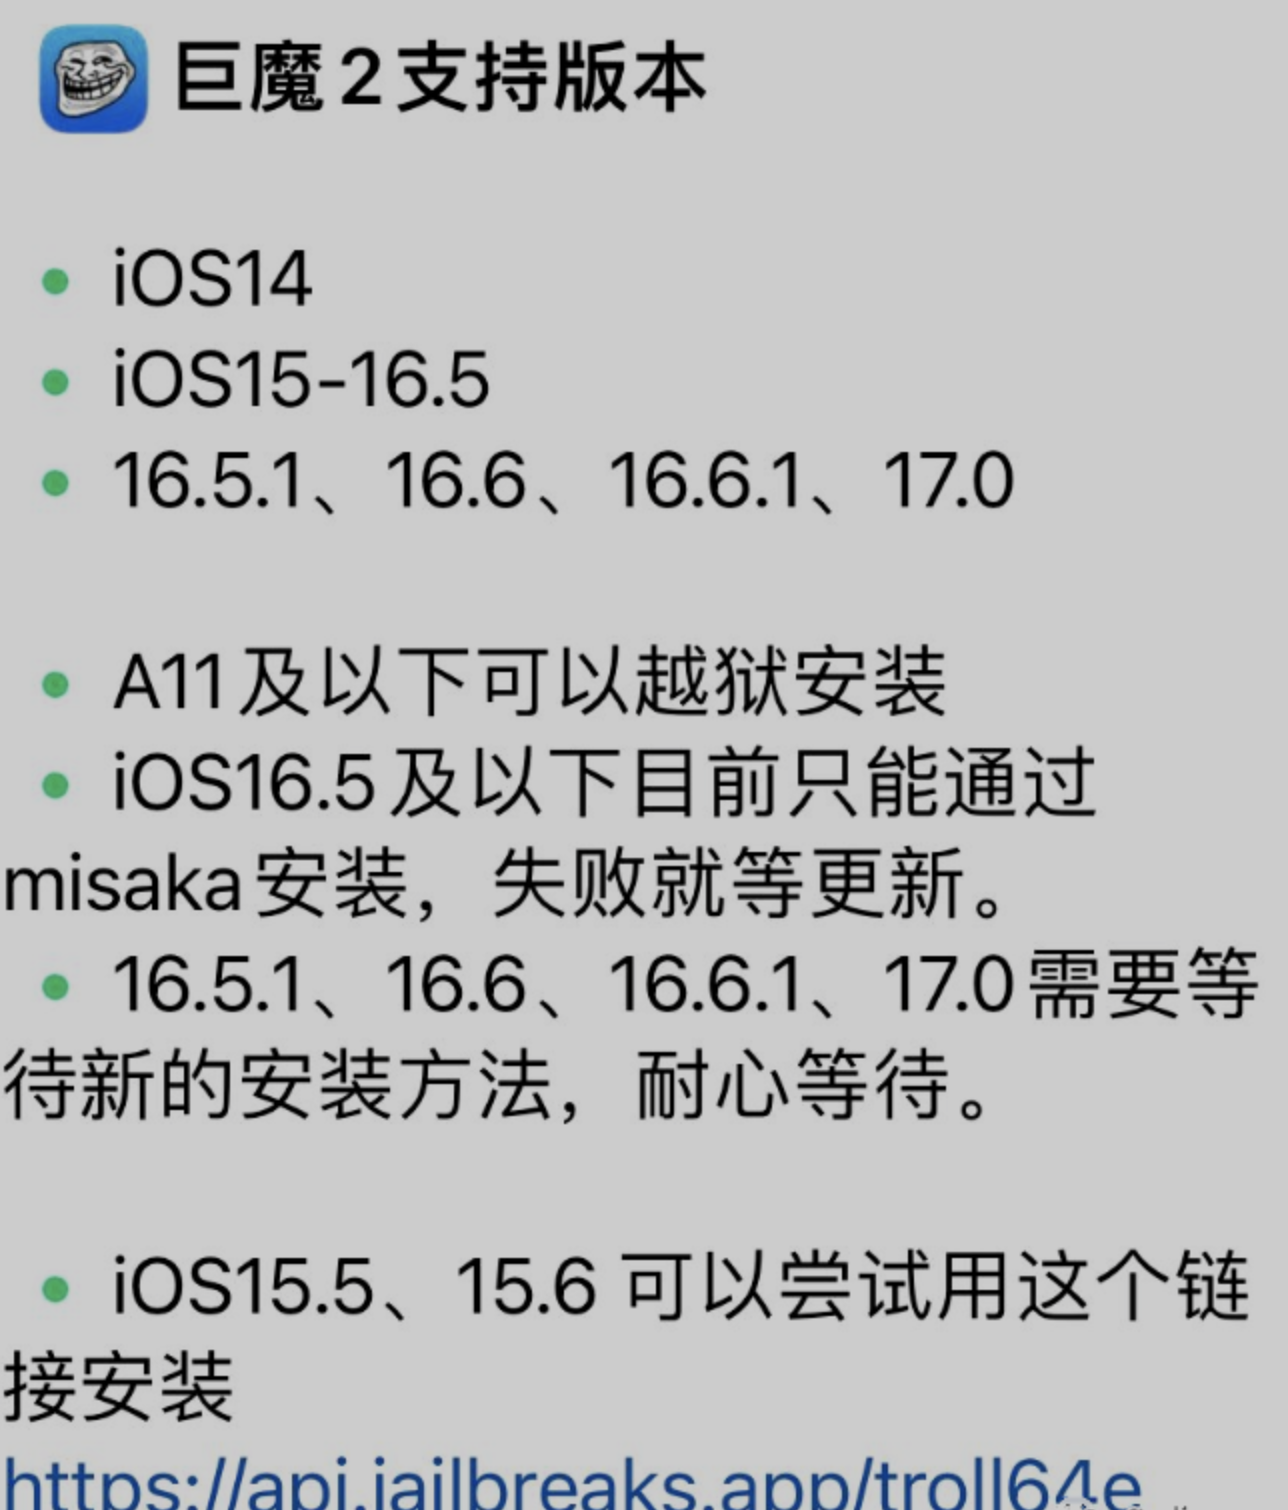 巨魔2支持版本
iOS14
iOS15-16.5
16.5.1、16.6、16.6.1、17.0
A11及以下可以越狱安装
iOS16.5及以下目前只能通过
misaka安装，失败就等更新。
16.5.1、16.6、16.6.1、17.0需要等
待新的安装方法，耐心等待。
iOS15.5、15.6 可以尝试用这个链
接安装
https://api.jailbreaks.app/troll64e